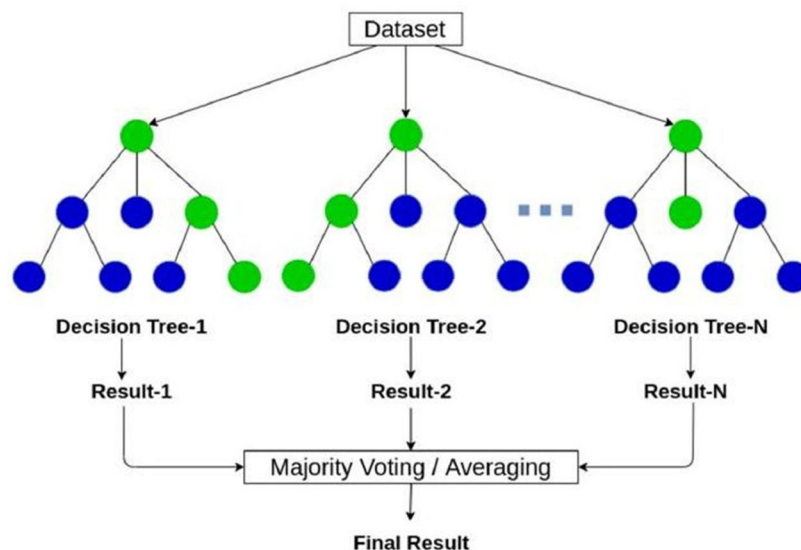 Dataset
Decision Tree-1
Decision Tree-2
Decision Tree-N
Result-1
Result-2
Result-N
Majority Voting / Averaging
Final Result